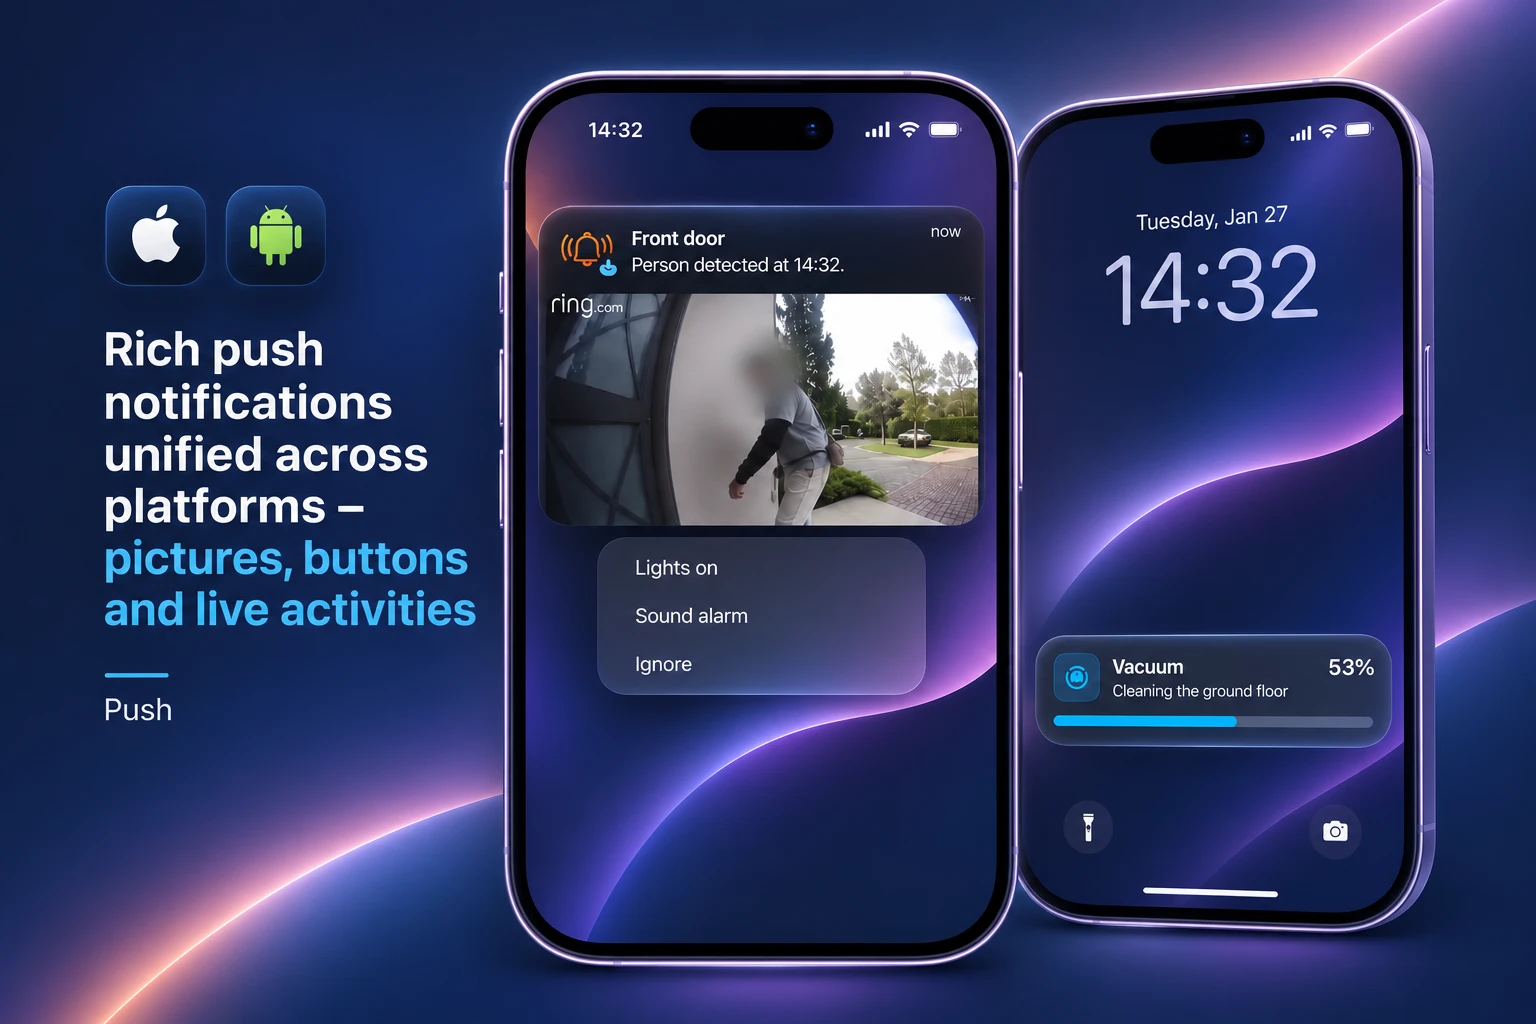 Rich push
notifications
unified across
platforms –
pictures, buttons
and live activities
Push
14:32
Front door
now
Person detected at 14:32.
ring.com
Lights on
Sound alarm
Ignore
Tuesday, Jan 27
14:32
Vacuum
53%
Cleaning the ground floor